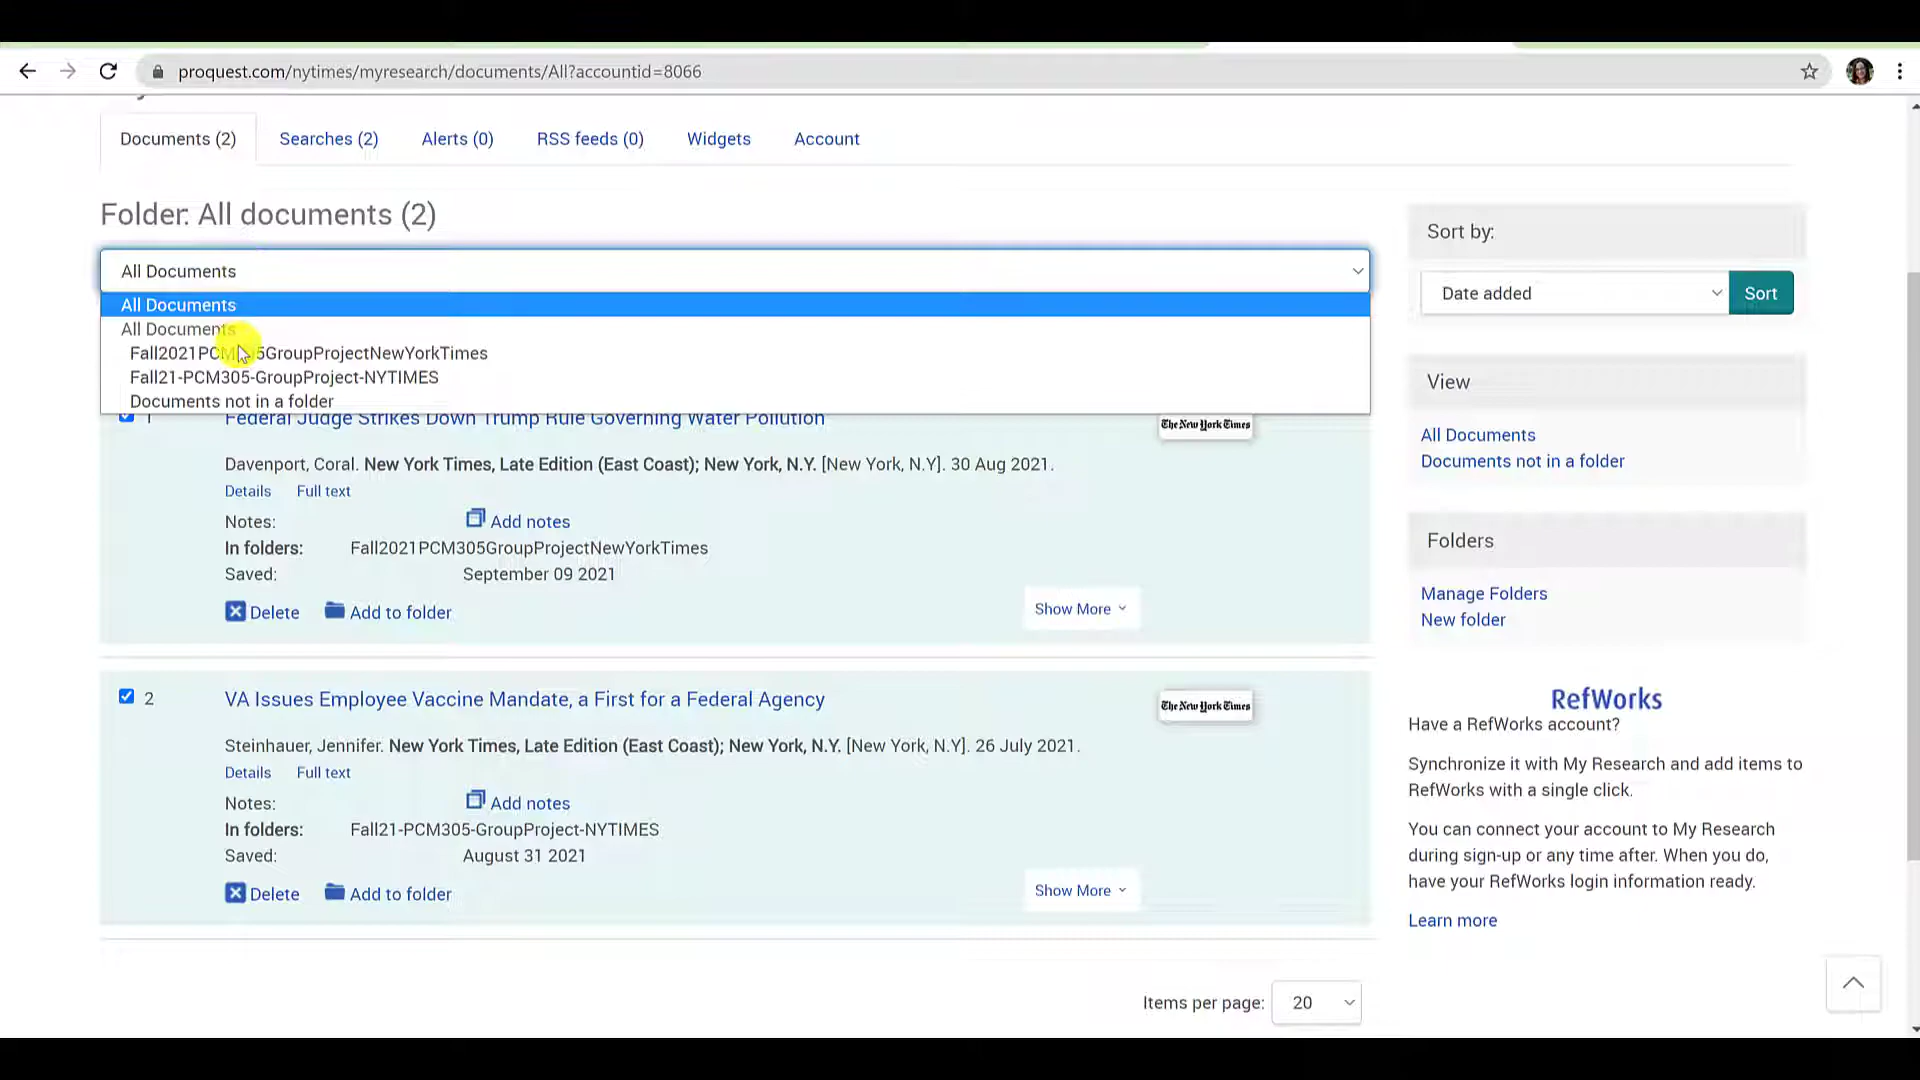 proquest.com/nytimes/myresearch/documents/All?accountid=8066
Documents (2) Searches (2) Alerts (0) RSS feeds (0) Widgets Account
Folder: All documents (2)
All Documents
All Documents
All Documents
Fall2021PCM305GroupProjectNewYorkTimes
Fall21-PCM305-GroupProject-NYTIMES
Documents not in a folder
1 Federal Judge Strikes Down Trump Rule Governing Water Pollution
The New York Times
Davenport, Coral. New York Times, Late Edition (East Coast); New York, N.Y. [New York, N.Y]. 30 Aug 2021.
Details Full text
Notes: Add notes
In folders: Fall2021PCM305GroupProjectNewYorkTimes
Saved: September 09 2021
Delete Add to folder Show More
2 VA Issues Employee Vaccine Mandate, a First for a Federal Agency
The New York Times
Steinhauer, Jennifer. New York Times, Late Edition (East Coast); New York, N.Y. [New York, N.Y]. 26 July 2021.
Details Full text
Notes: Add notes
In folders: Fall21-PCM305-GroupProject-NYTIMES
Saved: August 31 2021
Delete Add to folder Show More
Items per page: 20
Sort by:
Date added Sort
View
All Documents
Documents not in a folder
Folders
Manage Folders
New folder
RefWorks
Have a RefWorks account?
Synchronize it with My Research and add items to
RefWorks with a single click.
You can connect your account to My Research
during sign-up or any time after. When you do,
have your RefWorks login information ready.
Learn more